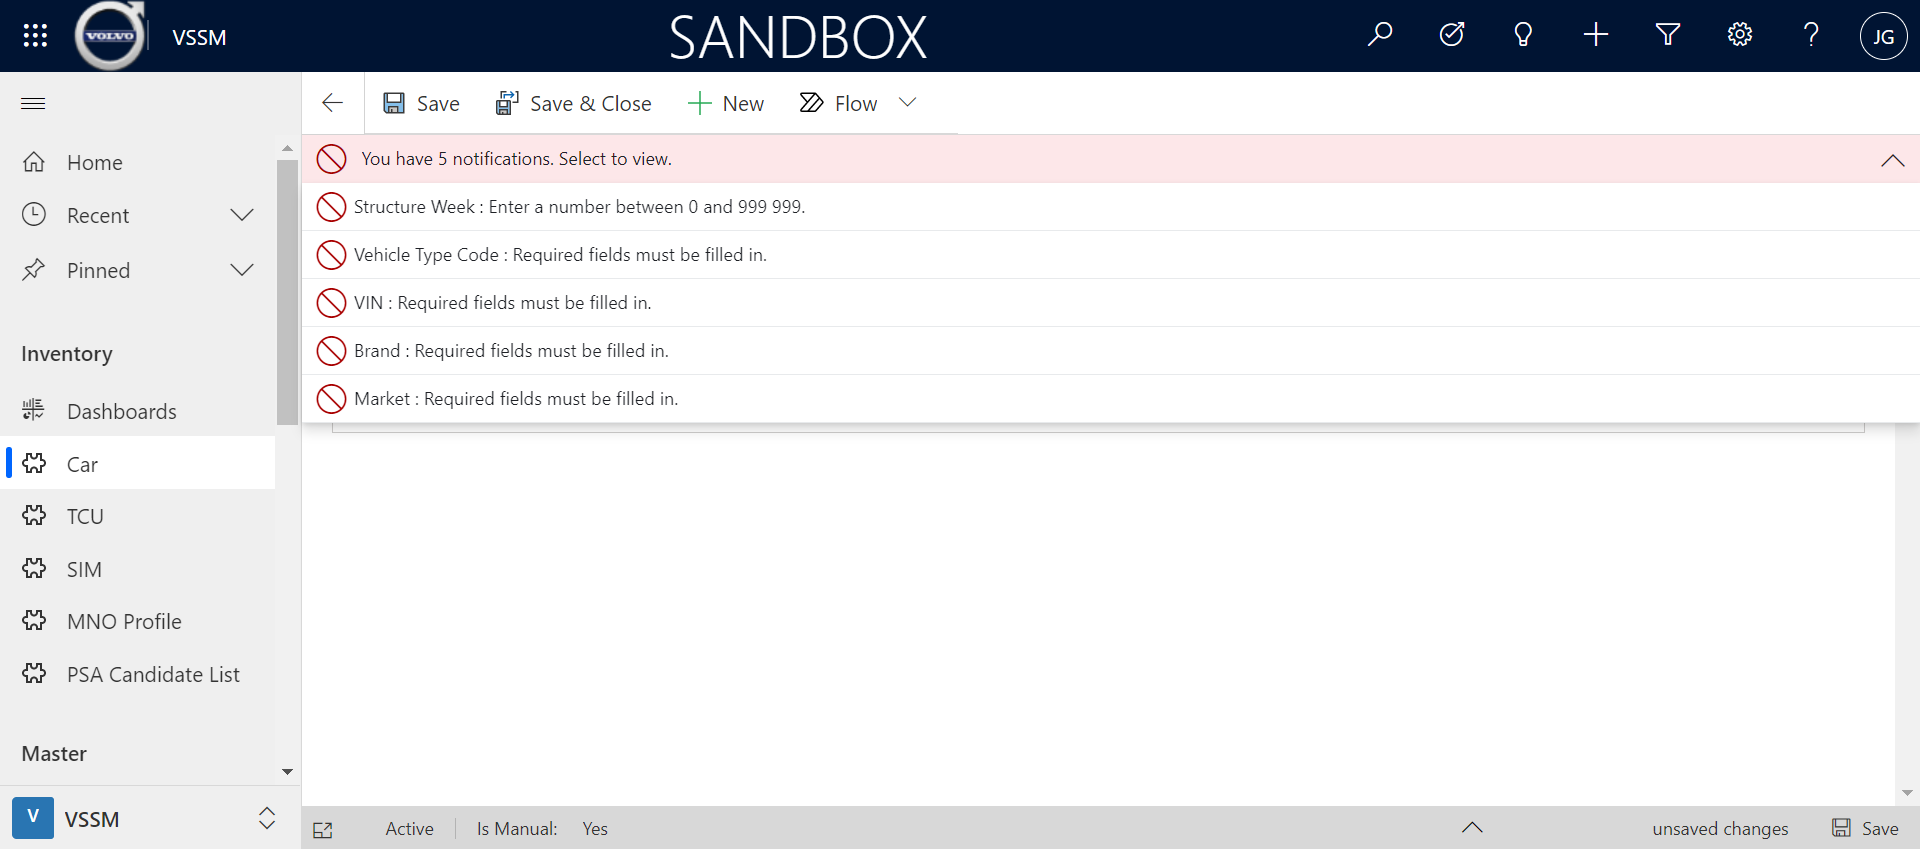 VOLVO VSSM SANDBOX JG
Save Save & Close New Flow
You have 5 notifications. Select to view.
Structure Week : Enter a number between 0 and 999 999.
Vehicle Type Code : Required fields must be filled in.
VIN : Required fields must be filled in.
Brand : Required fields must be filled in.
Market : Required fields must be filled in.
Home
Recent
Pinned
Inventory
Dashboards
Car
TCU
SIM
MNO Profile
PSA Candidate List
Master
V VSSM
Active Is Manual: Yes unsaved changes Save